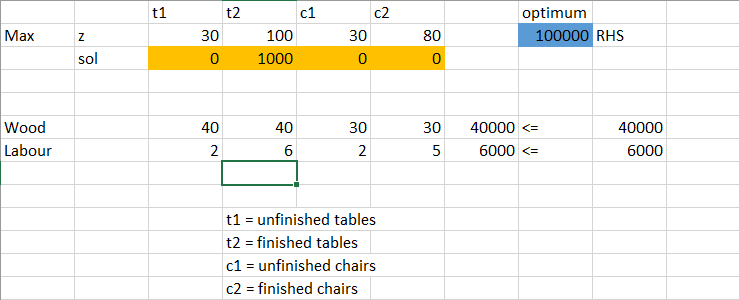 t1 t2 c1 c2 optimum
Max z 30 100 30 80 100000 RHS
sol 0 1000 0 0
Wood 40 40 30 30 40000 <= 40000
Labour 2 6 2 5 6000 <= 6000
t1 = unfinished tables
t2 = finished tables
c1 = unfinished chairs
c2 = finished chairs